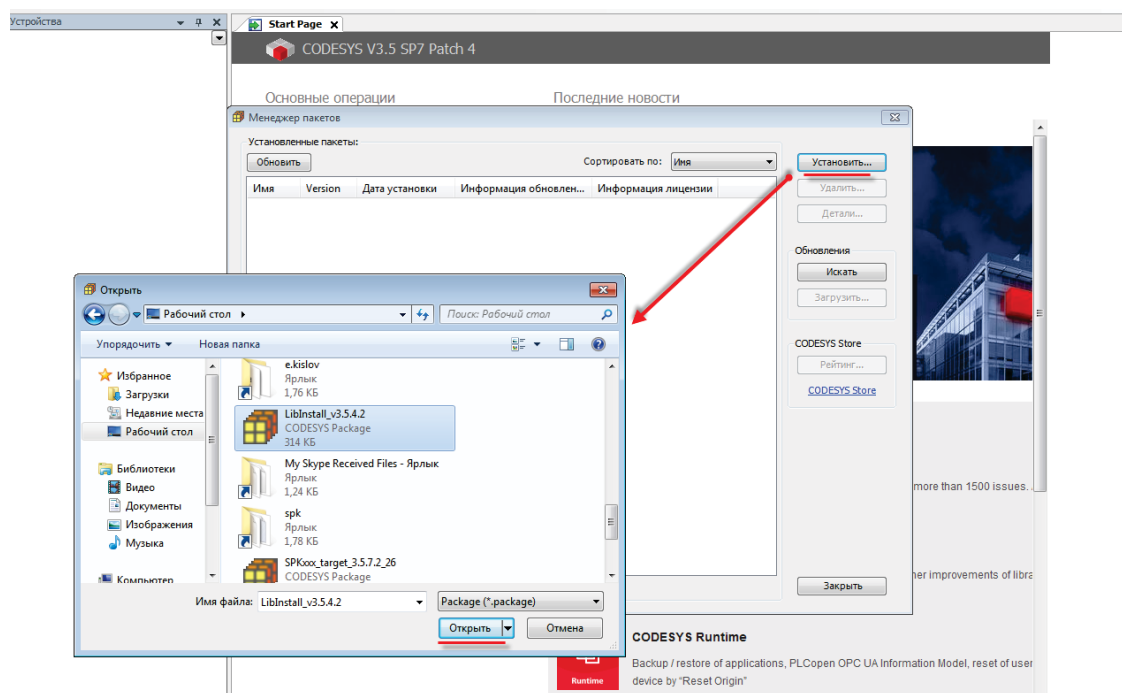 Устройства
Start Page
CODESYS V3.5 SP7 Patch 4
Основные операции
Последние новости
Менеджер пакетов
Установленные пакеты:
Обновить
Сортировать по:
Имя
Имя
Version
Дата установки
Информация обновлен...
Информация лицензии
Установить...
Удалить...
Детали...
Обновления
Искать
Загрузить...
CODESYS Store
Рейтинг...
CODESYS Store
Закрыть
Открыть
Рабочий стол
Поиск: Рабочий стол
Упорядочить
Новая папка
Избранное
Загрузки
Недавние места
Рабочий стол
Библиотеки
Видео
Документы
Изображения
Музыка
Компьютер
e.kislov
Ярлык
1,76 КБ
LibInstall_v3.5.4.2
CODESYS Package
314 КБ
My Skype Received Files - Ярлык
Ярлык
1,24 КБ
spk
Ярлык
1,78 КБ
SPKxxx_target_3.5.7.2_26
CODESYS Package
Имя файла:
LibInstall_v3.5.4.2
Package (*.package)
Открыть
Отмена
more than 1500 issues.
her improvements of libra
CODESYS Runtime
Backup / restore of applications, PLCopen OPC UA Information Model, reset of user
device by "Reset Origin"
Runtime